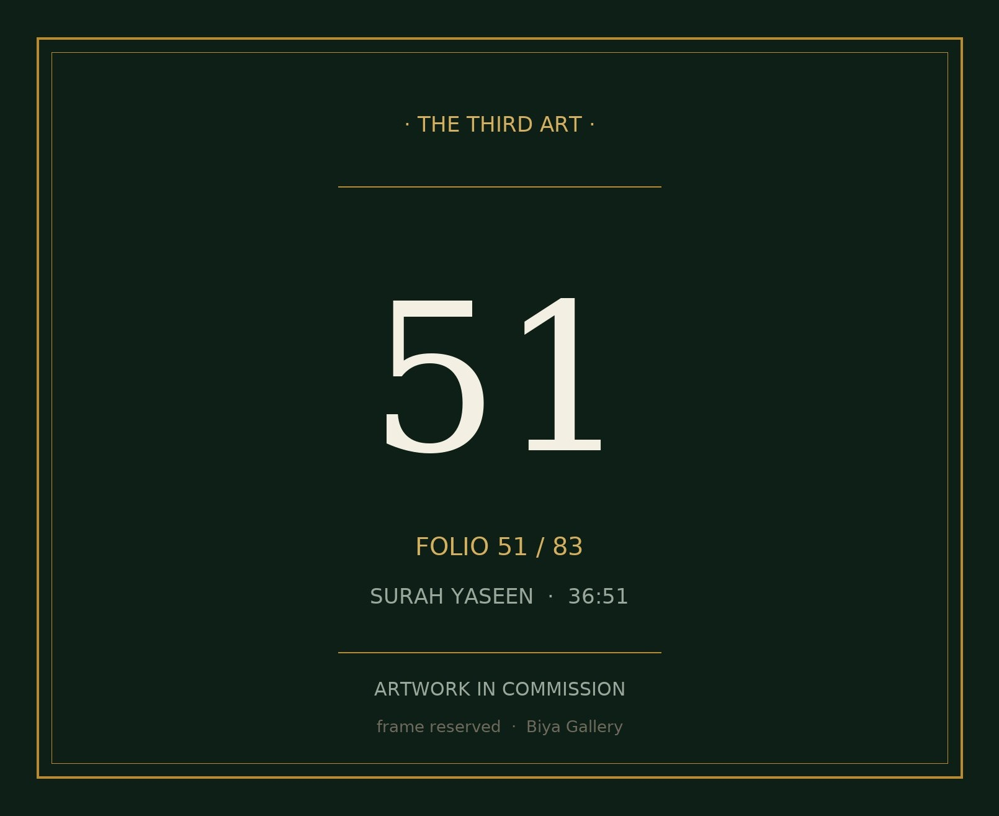 · THE THIRD ART ·
51
FOLIO 51 / 83
SURAH YASEEN · 36:51
ARTWORK IN COMMISSION
frame reserved · Biya Gallery